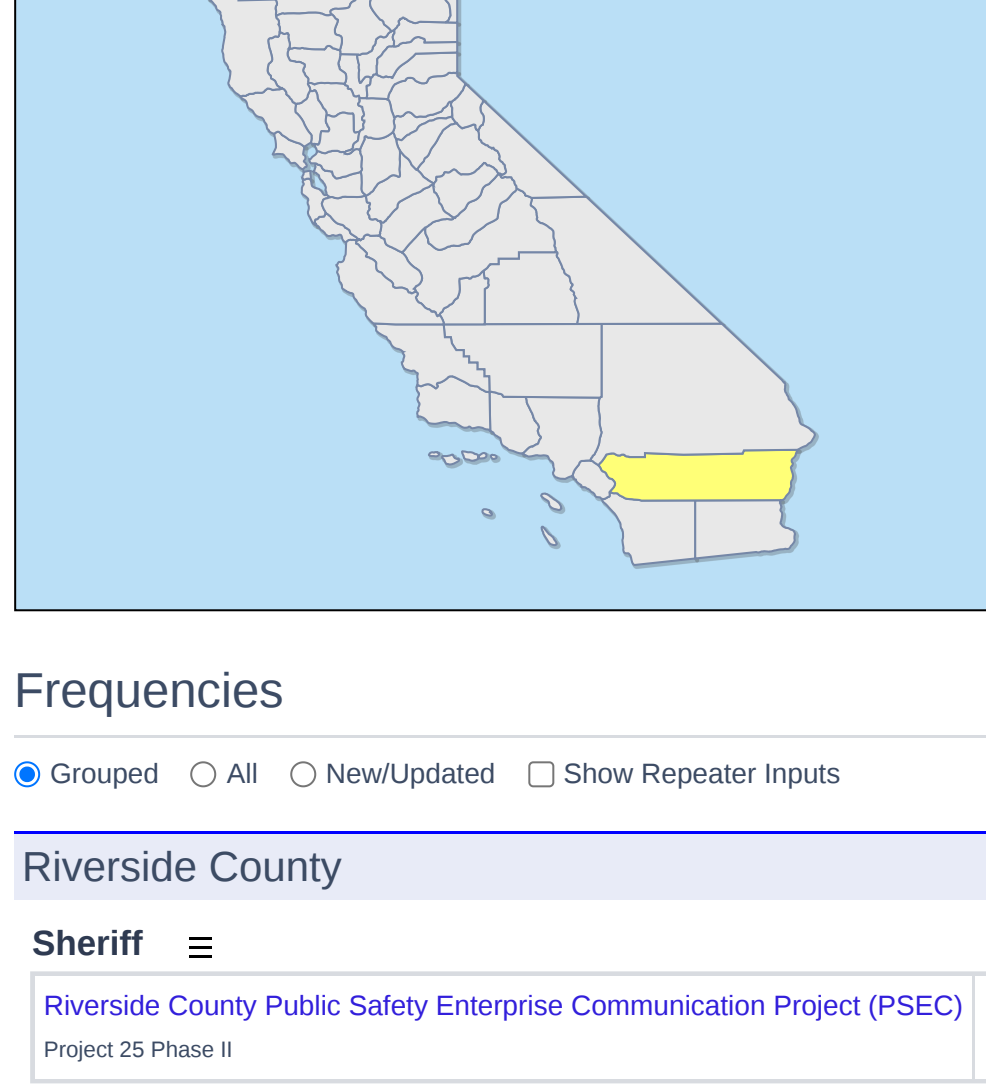 Frequencies
Grouped All New/Updated Show Repeater Inputs
Riverside County
Sheriff
Riverside County Public Safety Enterprise Communication Project (PSEC)
Project 25 Phase II